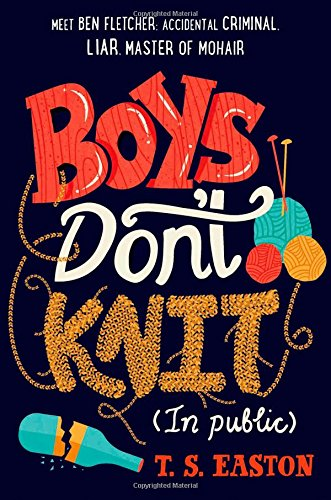 MEET BEN FLETCHER: ACCIDENTAL CRIMINAL.
LIAR. MASTER OF MOHAIR
BOYS
DON'T
KNIT
(In public)
T. S. EASTON